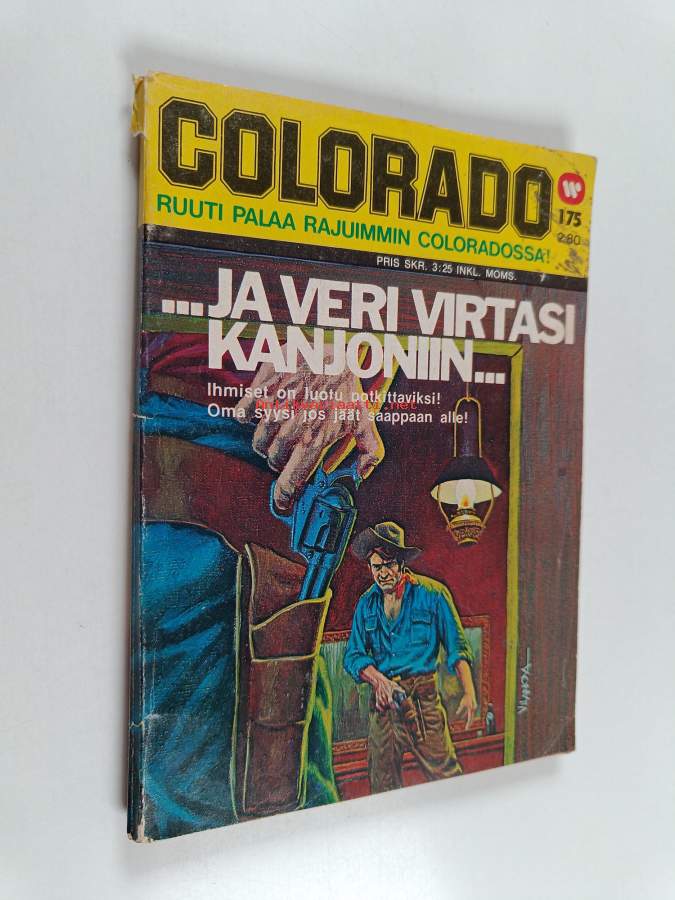 COLORADO
W
RUUTI PALAA RAJUIMMIN COLORADOSSA!
175
2:80
PRIS SKR. 3:25 INKL. MOMS.
...JA VERI VIRTASI
KANJONIIN...
Ihmiset on luotu potkittaviksi!
Oma syysi jos jäät saappaan alle!